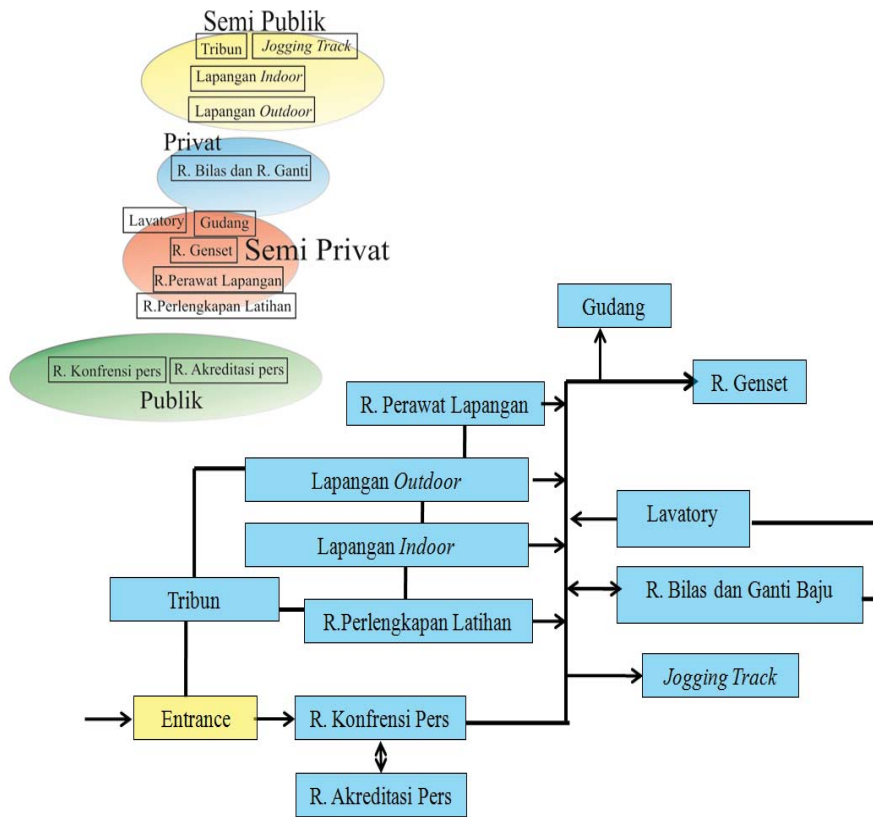 Semi Publik
Tribun
Jogging Track
Lapangan Indoor
Lapangan Outdoor
Privat
R. Bilas dan R. Ganti
Lavatory
Gudang
R. Genset
Semi Privat
R.Perawat Lapangan
R.Perlengkapan Latihan
R. Konfrensi pers
R. Akreditasi pers
Publik
Gudang
R. Genset
R. Perawat Lapangan
Lapangan Outdoor
Lavatory
Lapangan Indoor
R. Bilas dan Ganti Baju
Tribun
R.Perlengkapan Latihan
Jogging Track
Entrance
R. Konfrensi Pers
R. Akreditasi Pers